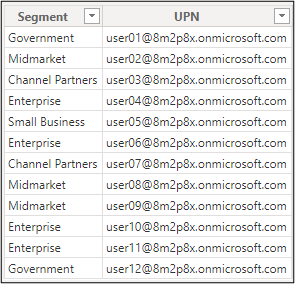 Segment UPN
Government user01@8m2p8x.onmicrosoft.com
Midmarket user02@8m2p8x.onmicrosoft.com
Channel Partners user03@8m2p8x.onmicrosoft.com
Enterprise user04@8m2p8x.onmicrosoft.com
Small Business user05@8m2p8x.onmicrosoft.com
Enterprise user06@8m2p8x.onmicrosoft.com
Channel Partners user07@8m2p8x.onmicrosoft.com
Midmarket user08@8m2p8x.onmicrosoft.com
Midmarket user09@8m2p8x.onmicrosoft.com
Enterprise user10@8m2p8x.onmicrosoft.com
Enterprise user11@8m2p8x.onmicrosoft.com
Government user12@8m2p8x.onmicrosoft.com